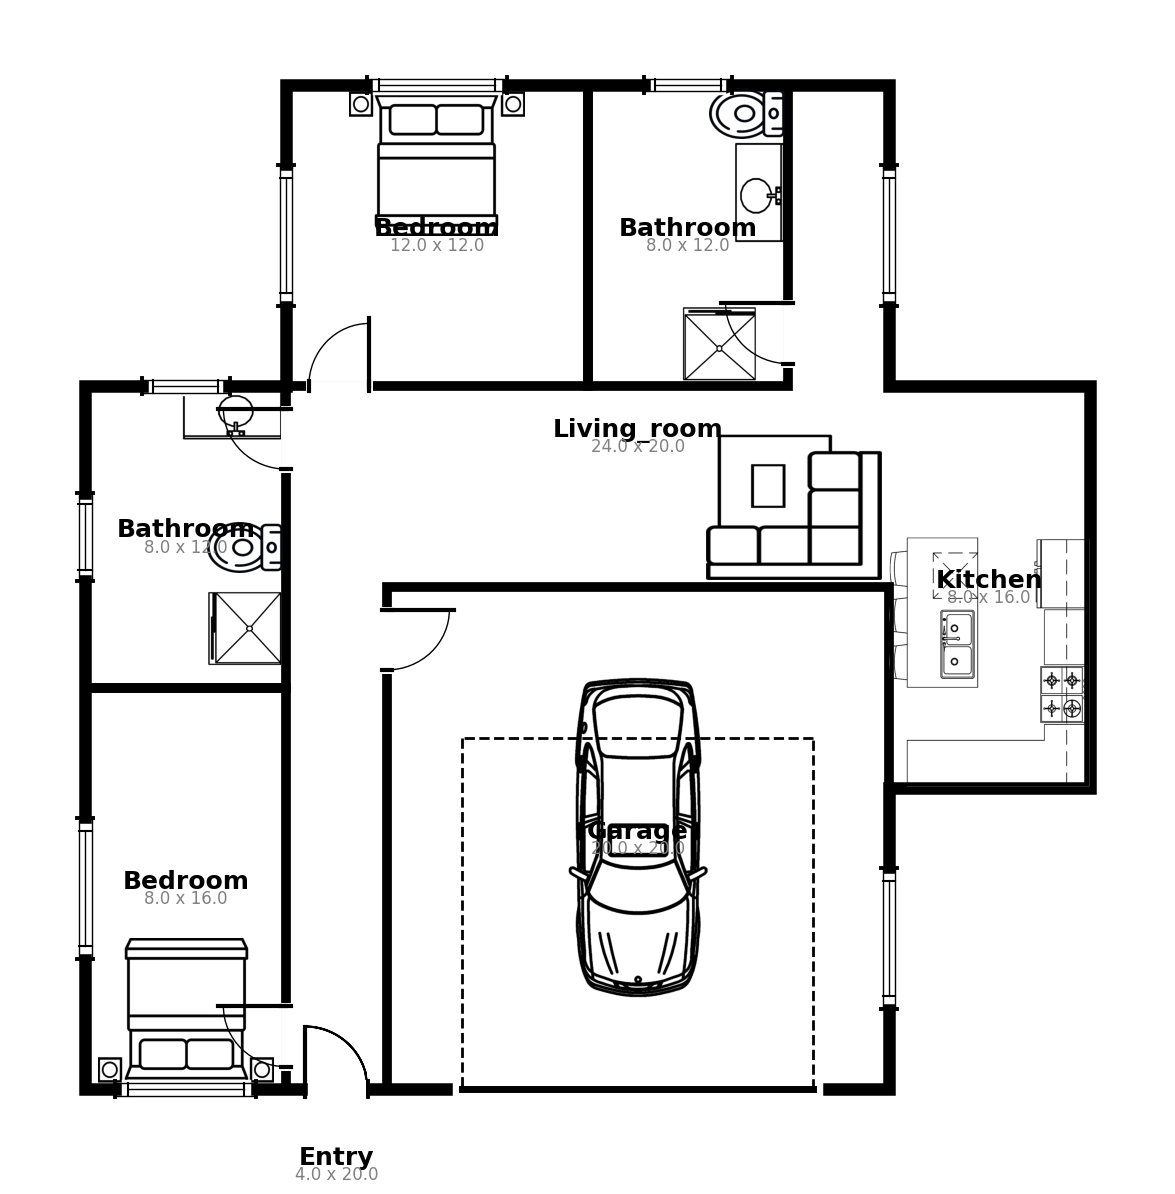 Bedroom
12.0 x 12.0
Bathroom
8.0 x 12.0
Living_room
24.0 x 20.0
Bathroom
8.0 x 12.0
Kitchen
8.0 x 16.0
Garage
20.0 x 20.0
Bedroom
8.0 x 16.0
Entry
4.0 x 20.0